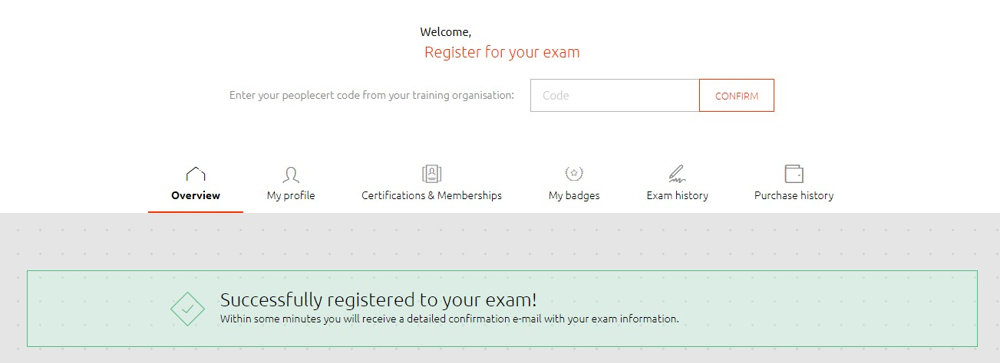 Welcome,
Register for your exam
Enter your peoplecert code from your training organisation:
Code
CONFIRM
Overview
My profile
Certifications & Memberships
My badges
Exam history
Purchase history
Successfully registered to your exam!
Within some minutes you will receive a detailed confirmation e-mail with your exam information.